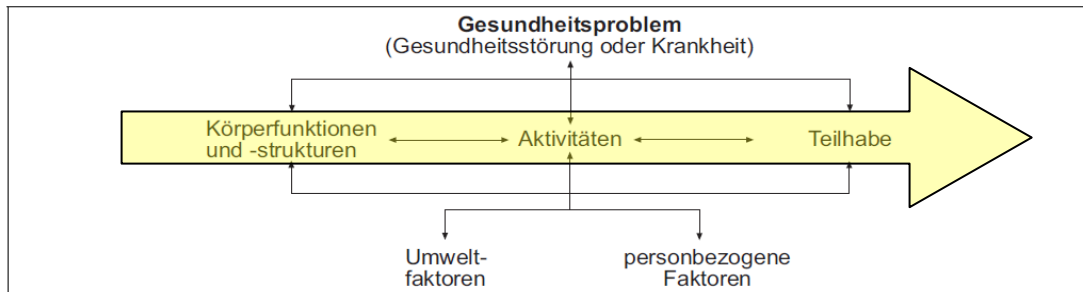 Gesundheitsproblem
(Gesundheitsstörung oder Krankheit)
Körperfunktionen
und -strukturen
Aktivitäten
Teilhabe
Umwelt-
faktoren
personbezogene
Faktoren